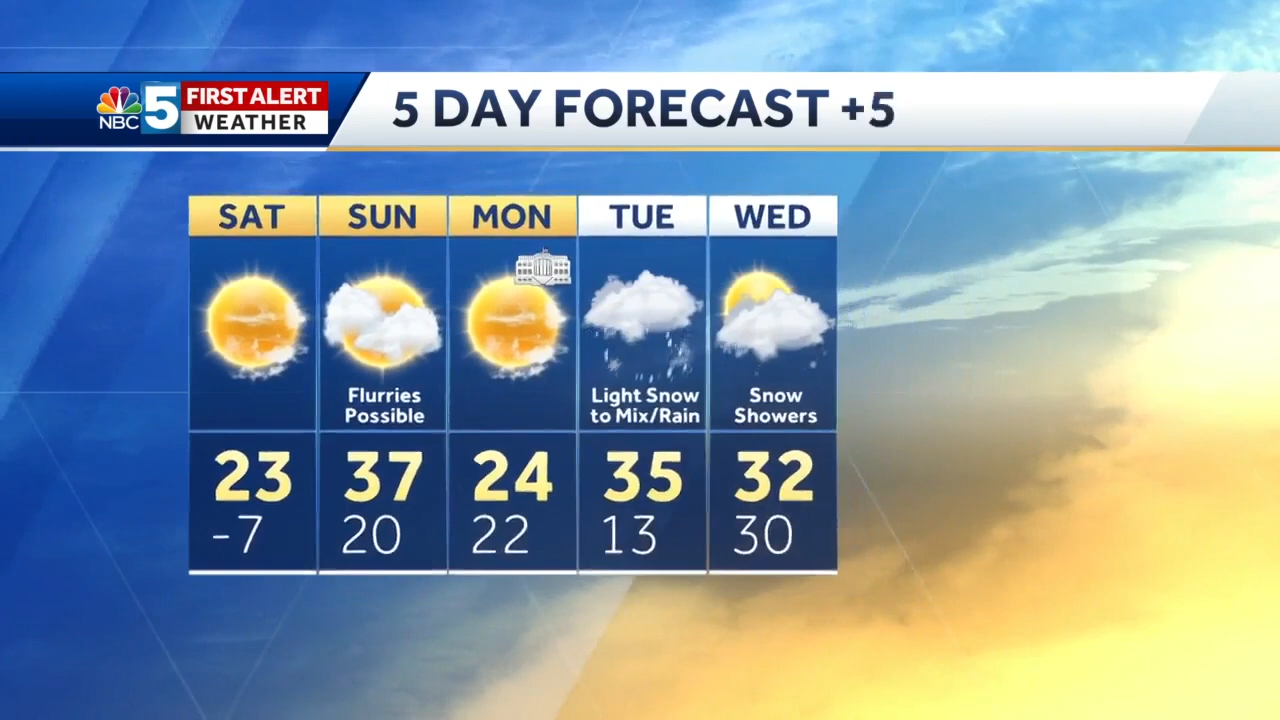 NBC 5 FIRST ALERT
WEATHER
5 DAY FORECAST +5
SAT SUN MON TUE WED
Flurries Possible
Light Snow to Mix/Rain
Snow Showers
23 37 24 35 32
-7 20 22 13 30